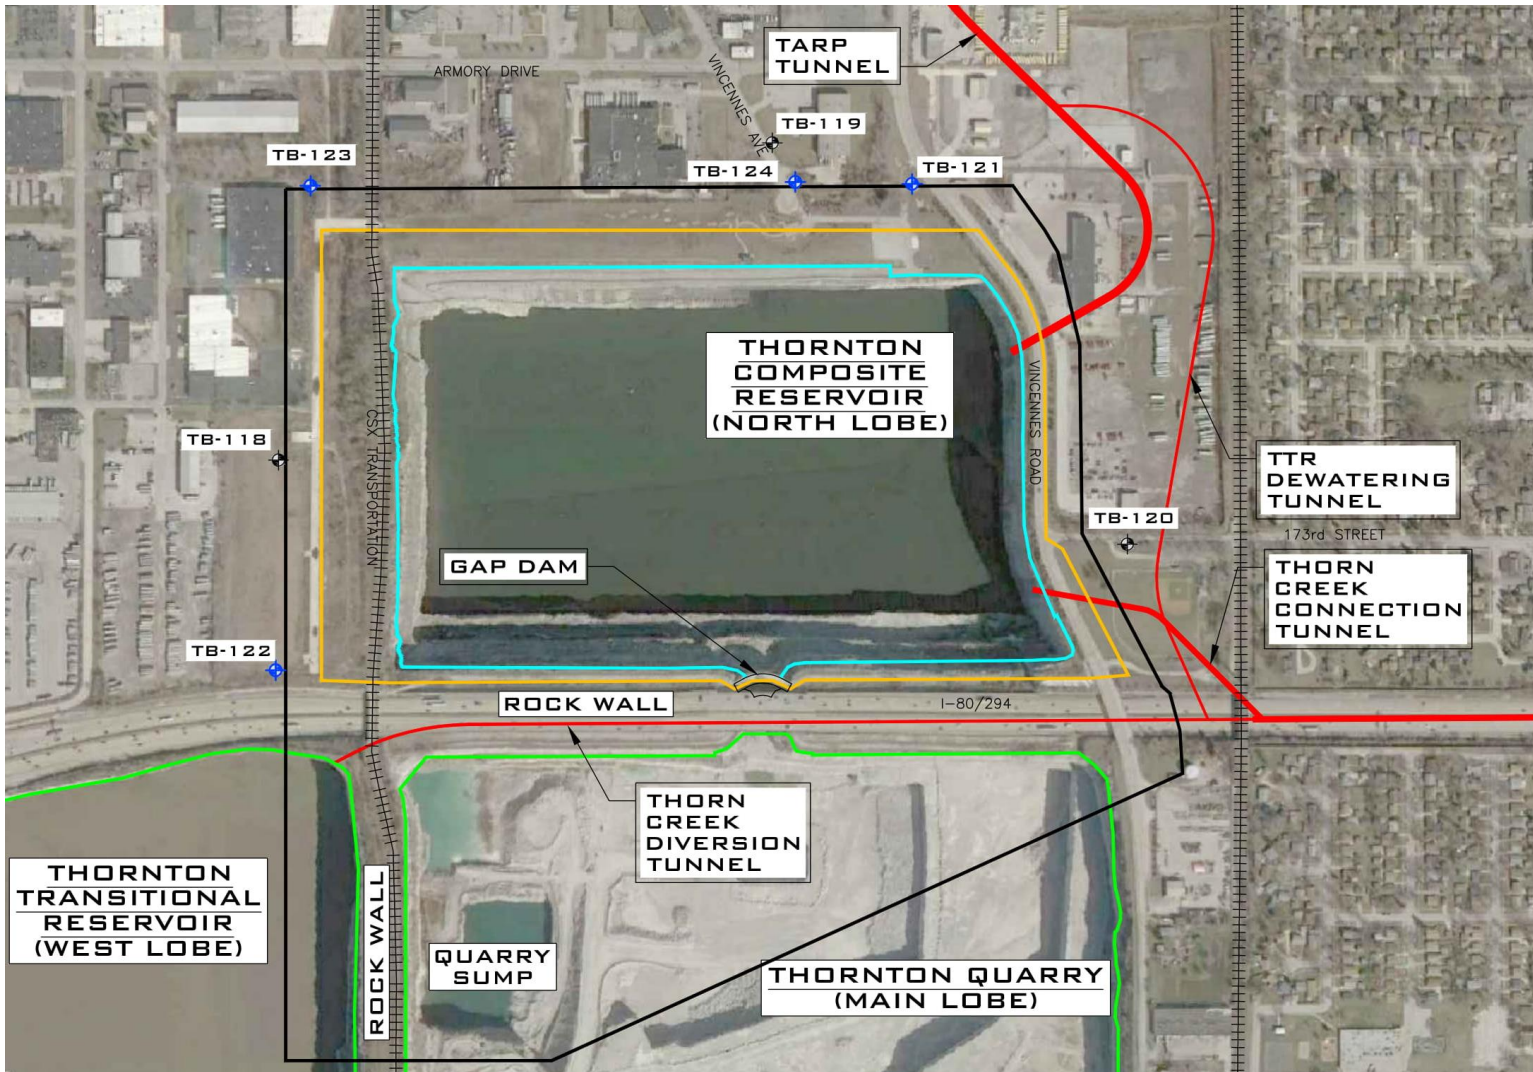 TARP
TUNNEL
ARMORY DRIVE
VINCENNES AVE
TB-119
TB-123
TB-124
TB-121
THORNTON
COMPOSITE
RESERVOIR
(NORTH LOBE)
VINCENNES ROAD
CSX TRANSPORTATION
TB-118
TTR
DEWATERING
TUNNEL
TB-120
173rd STREET
GAP DAM
THORN
CREEK
CONNECTION
TUNNEL
TB-122
ROCK WALL
I-80/294
THORN
CREEK
DIVERSION
TUNNEL
THORNTON
TRANSITIONAL
RESERVOIR
(WEST LOBE)
ROCK WALL
QUARRY
SUMP
THORNTON QUARRY
(MAIN LOBE)